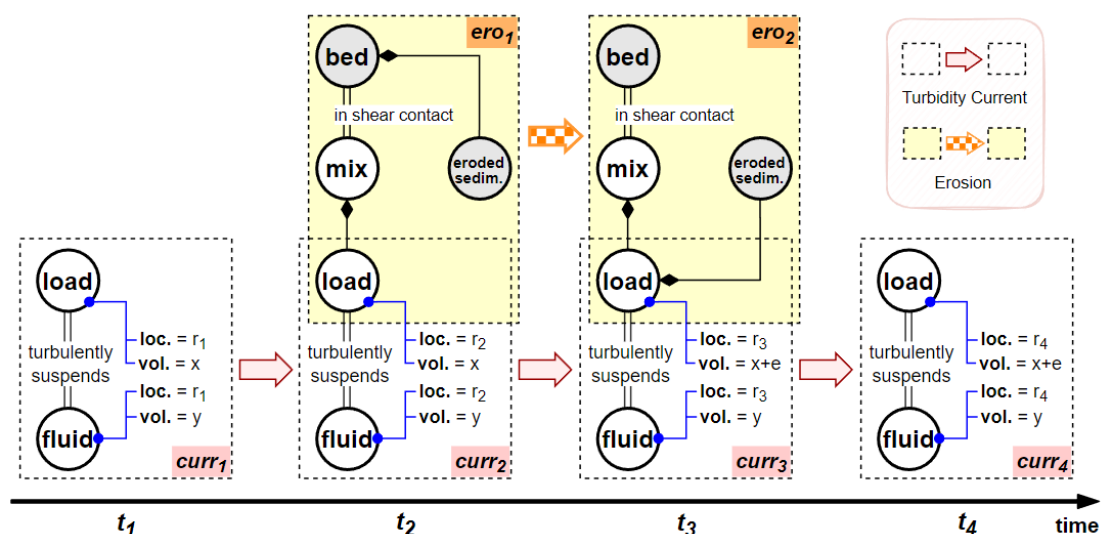 ero1
bed
in shear contact
mix
eroded
sedim.
ero2
bed
in shear contact
mix
eroded
sedim.
Turbidity Current
Erosion
load
turbulently
suspends
fluid
loc. = r1
vol. = x
loc. = r1
vol. = y
curr1
load
turbulently
suspends
fluid
loc. = r2
vol. = x
loc. = r2
vol. = y
curr2
load
turbulently
suspends
fluid
loc. = r3
vol. = x+e
loc. = r3
vol. = y
curr3
load
turbulently
suspends
fluid
loc. = r4
vol. = x+e
loc. = r4
vol. = y
curr4
t1
t2
t3
t4
time